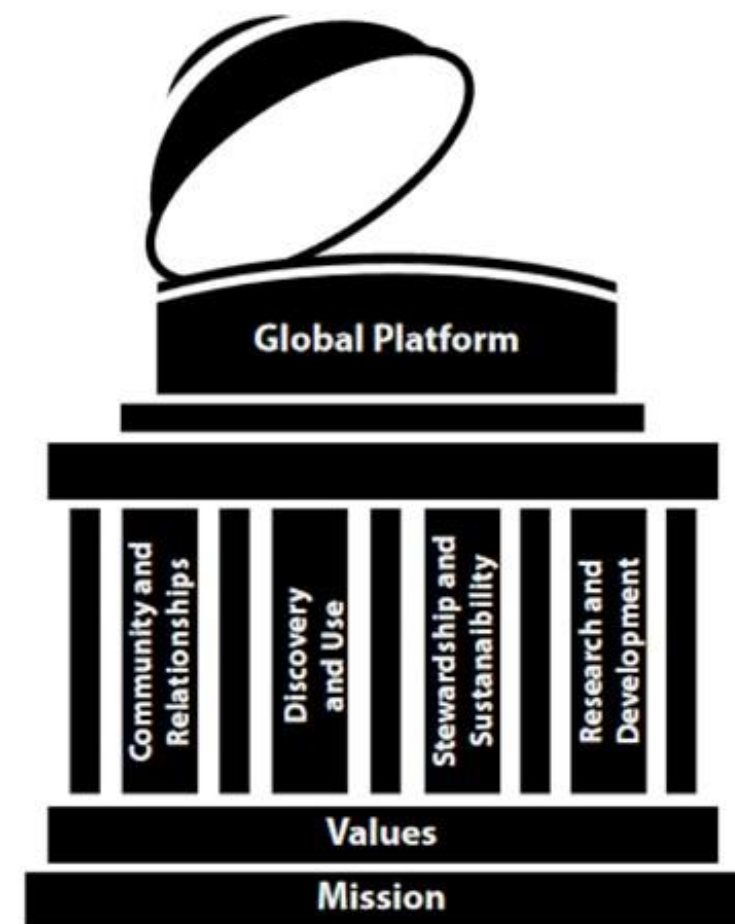 Global Platform
Community and
Relationships
Discovery
and Use
Stewardship and
Sustanaibility
Research and
Development
Values
Mission